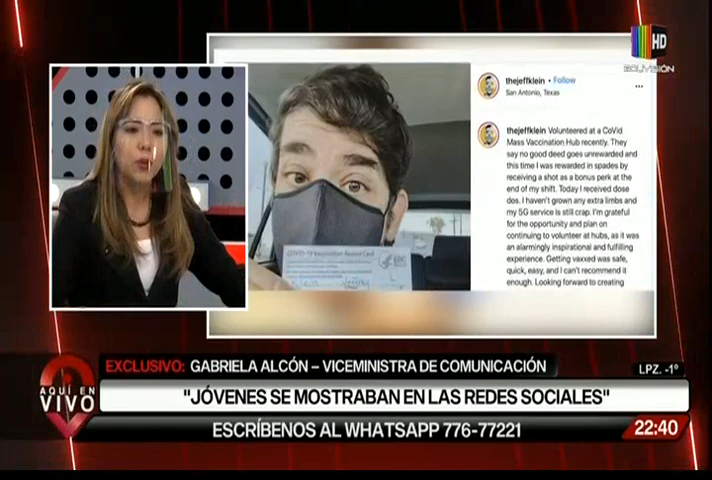 HD
BOLIVISIÓN
thejeffklein • Follow
San Antonio, Texas
...
thejeffklein Volunteered at a CoVid
Mass Vaccination Hub recently. They
say no good deed goes unrewarded and
this time I was rewarded in spades by
receiving a shot as a bonus perk at the
end of my shift. Today I received dose
dos. I haven't grown any extra limbs and
my 5G service is still crap. I'm grateful
for the opportunity and plan on
continuing to volunteer at hubs, as it was
an alarmingly inspirational and fulfilling
experience. Getting vaxxed was safe,
quick, easy, and I can't recommend it
enough. Looking forward to creating
COVID-19 Vaccination Record Card
CDC
EXCLUSIVO: GABRIELA ALCÓN – VICEMINISTRA DE COMUNICACIÓN
LPZ. -1°
AQUÍ EN
VIVO
"JÓVENES SE MOSTRABAN EN LAS REDES SOCIALES"
ESCRÍBENOS AL WHATSAPP 776-77221
22:40